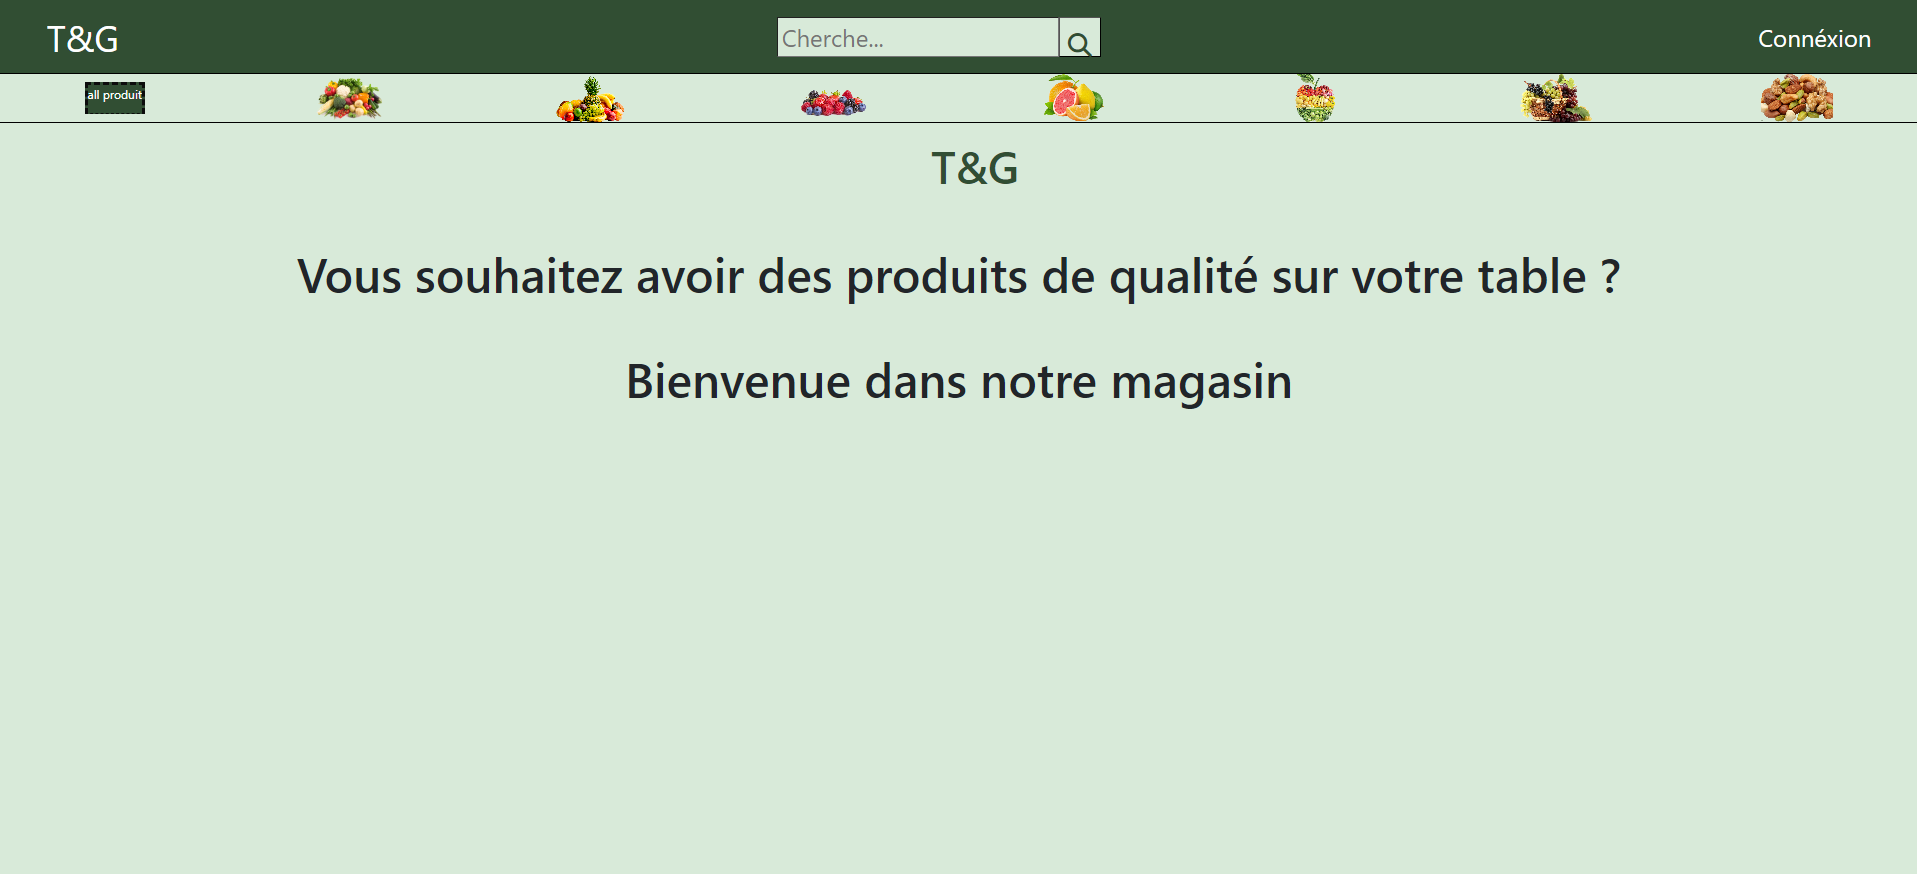 T&G
Cherche...
Connéxion
all produit
T&G
Vous souhaitez avoir des produits de qualité sur votre table ?
Bienvenue dans notre magasin